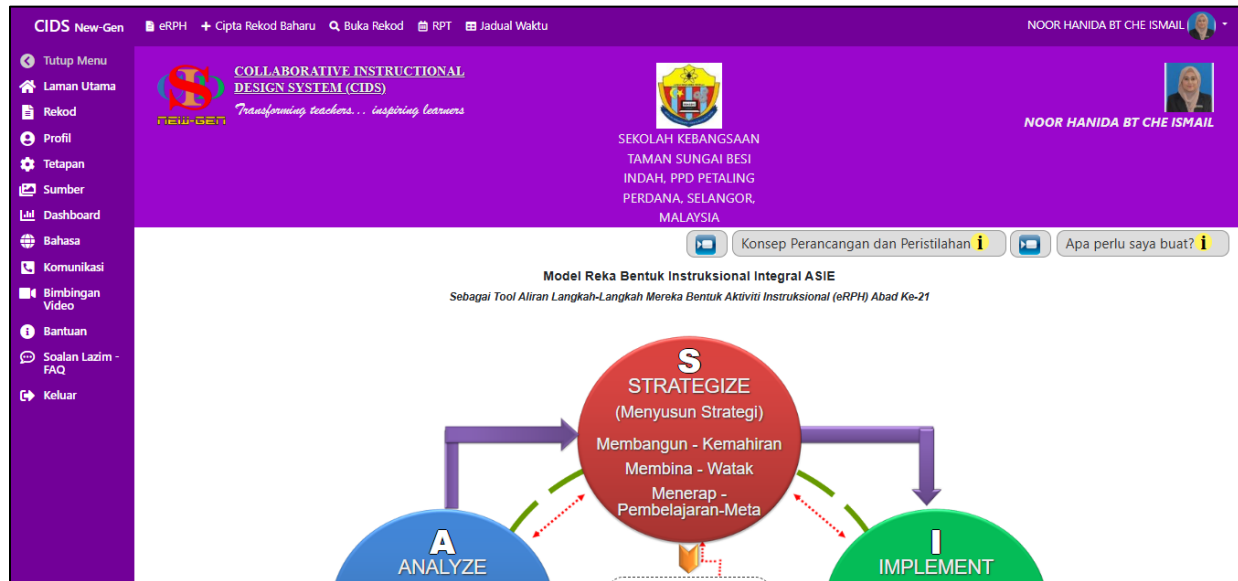 CIDS New-Gen
eRPH
Cipta Rekod Baharu
Buka Rekod
RPT
Jadual Waktu
NOOR HANIDA BT CHE ISMAIL
Tutup Menu
Laman Utama
Rekod
Profil
Tetapan
Sumber
Dashboard
Bahasa
Komunikasi
Bimbingan
Video
Bantuan
Soalan Lazim -
FAQ
Keluar
NEW-GEN
COLLABORATIVE INSTRUCTIONAL
DESIGN SYSTEM (CIDS)
Transforming teachers... inspiring learners
SEKOLAH KEBANGSAAN
TAMAN SUNGAI BESI
INDAH, PPD PETALING
PERDANA, SELANGOR,
MALAYSIA
NOOR HANIDA BT CHE ISMAIL
Konsep Perancangan dan Peristilahan i
Apa perlu saya buat? i
Model Reka Bentuk Instruksional Integral ASIE
Sebagai Tool Aliran Langkah-Langkah Mereka Bentuk Aktiviti Instruksional (eRPH) Abad Ke-21
S
STRATEGIZE
(Menyusun Strategi)
Membangun - Kemahiran
Membina - Watak
Menerap -
Pembelajaran-Meta
A
ANALYZE
I
IMPLEMENT